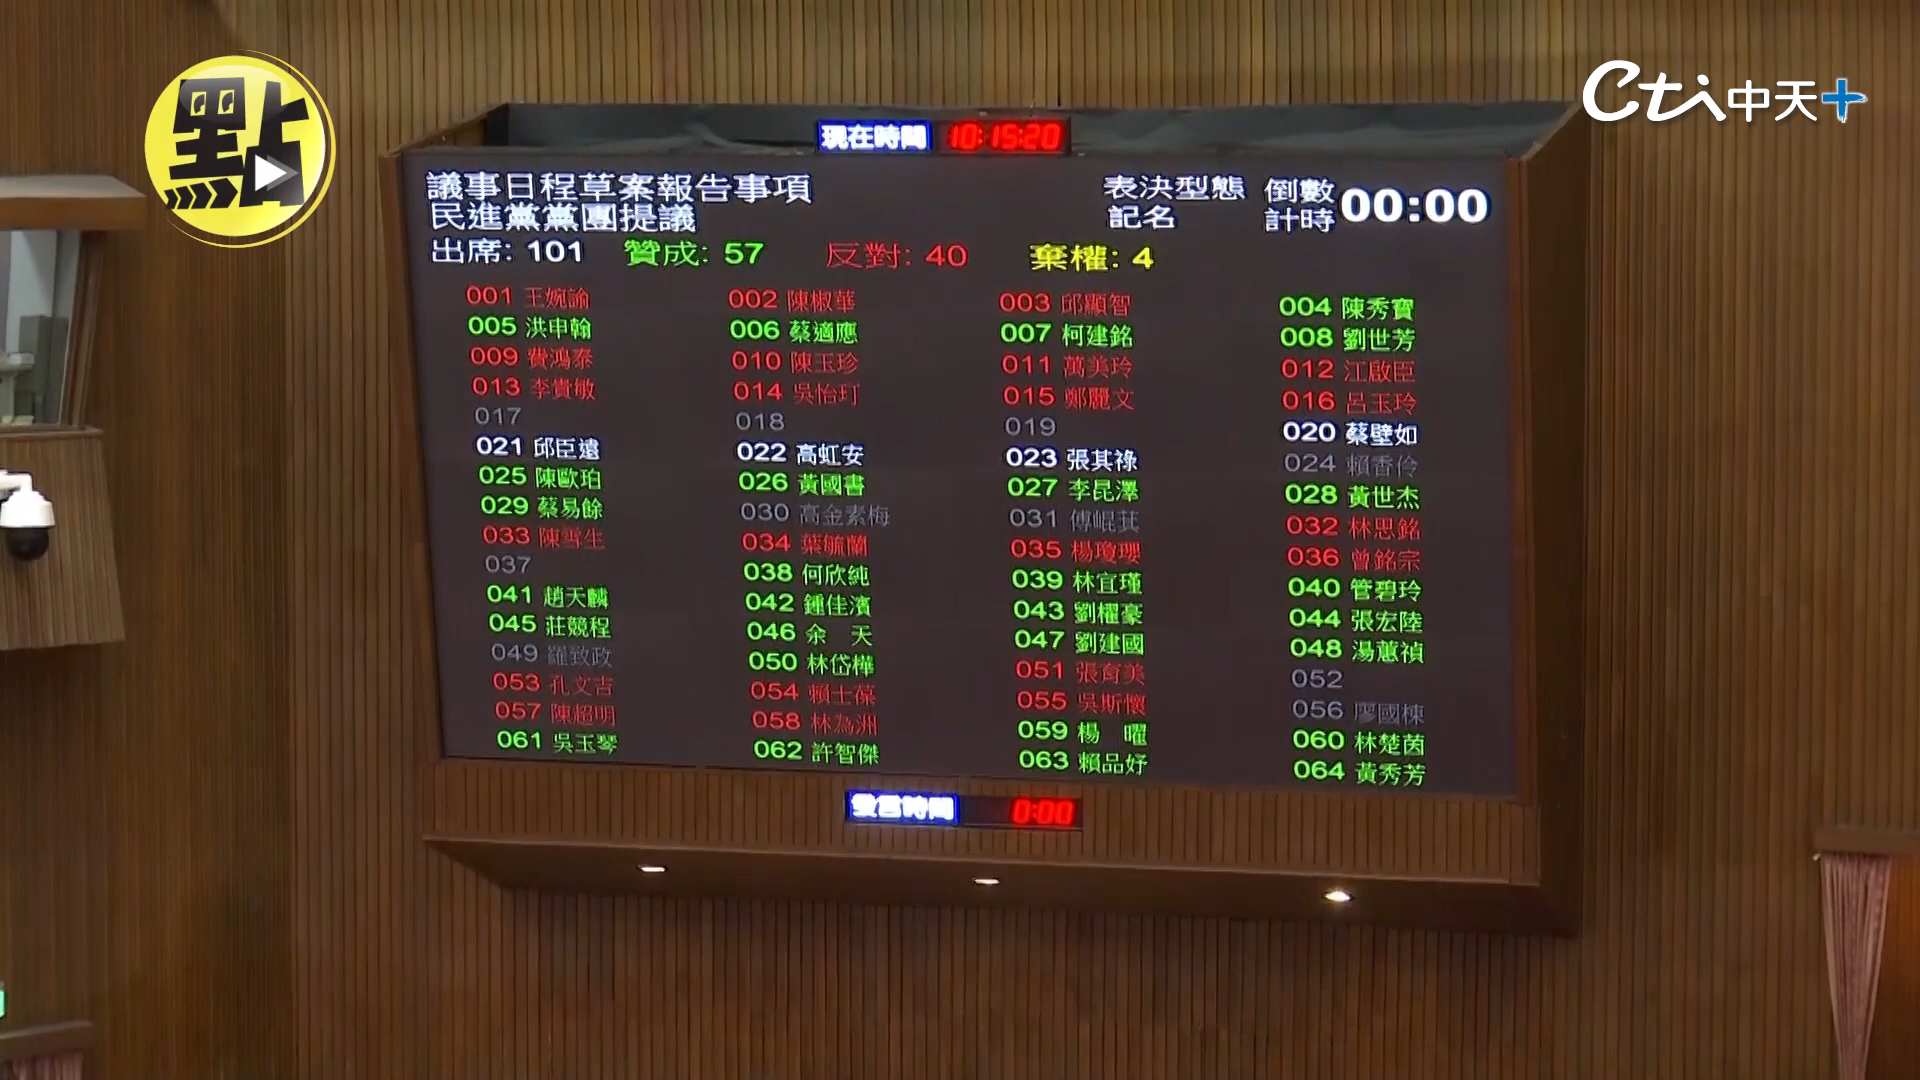 點
Cti中天+
現在時間 10:15:20
議事日程草案報告事項
民進黨黨團提議
表決型態
記名
倒數
計時
00:00
出席: 101 贊成: 57 反對: 40 棄權: 4
001 王婉諭 002 陳椒華 003 邱顯智 004 陳秀寳
005 洪申翰 006 蔡適應 007 柯建銘 008 劉世芳
009 費鴻泰 010 陳玉珍 011 萬美玲 012 江啟臣
013 李貴敏 014 吳怡玎 015 鄭麗文 016 呂玉玲
017 018 019 020 蔡壁如
021 邱臣遠 022 高虹安 023 張其祿 024 賴香伶
025 陳歐珀 026 黃國書 027 李昆澤 028 黃世杰
029 蔡易餘 030 高金素梅 031 傅崐萁 032 林思銘
033 陳雪生 034 葉毓蘭 035 楊瓊瓔 036 曾銘宗
037 038 何欣純 039 林宜瑾 040 管碧玲
041 趙天麟 042 鍾佳濱 043 劉櫂豪 044 張宏陸
045 莊競程 046 余 天 047 劉建國 048 湯蕙禎
049 羅致政 050 林岱樺 051 張育美 052
053 孔文吉 054 賴士葆 055 吳斯懷 056 廖國棟
057 陳超明 058 林為洲 059 楊 曜 060 林楚茵
061 吳玉琴 062 許智傑 063 賴品妤 064 黃秀芳
發言時間 0:00